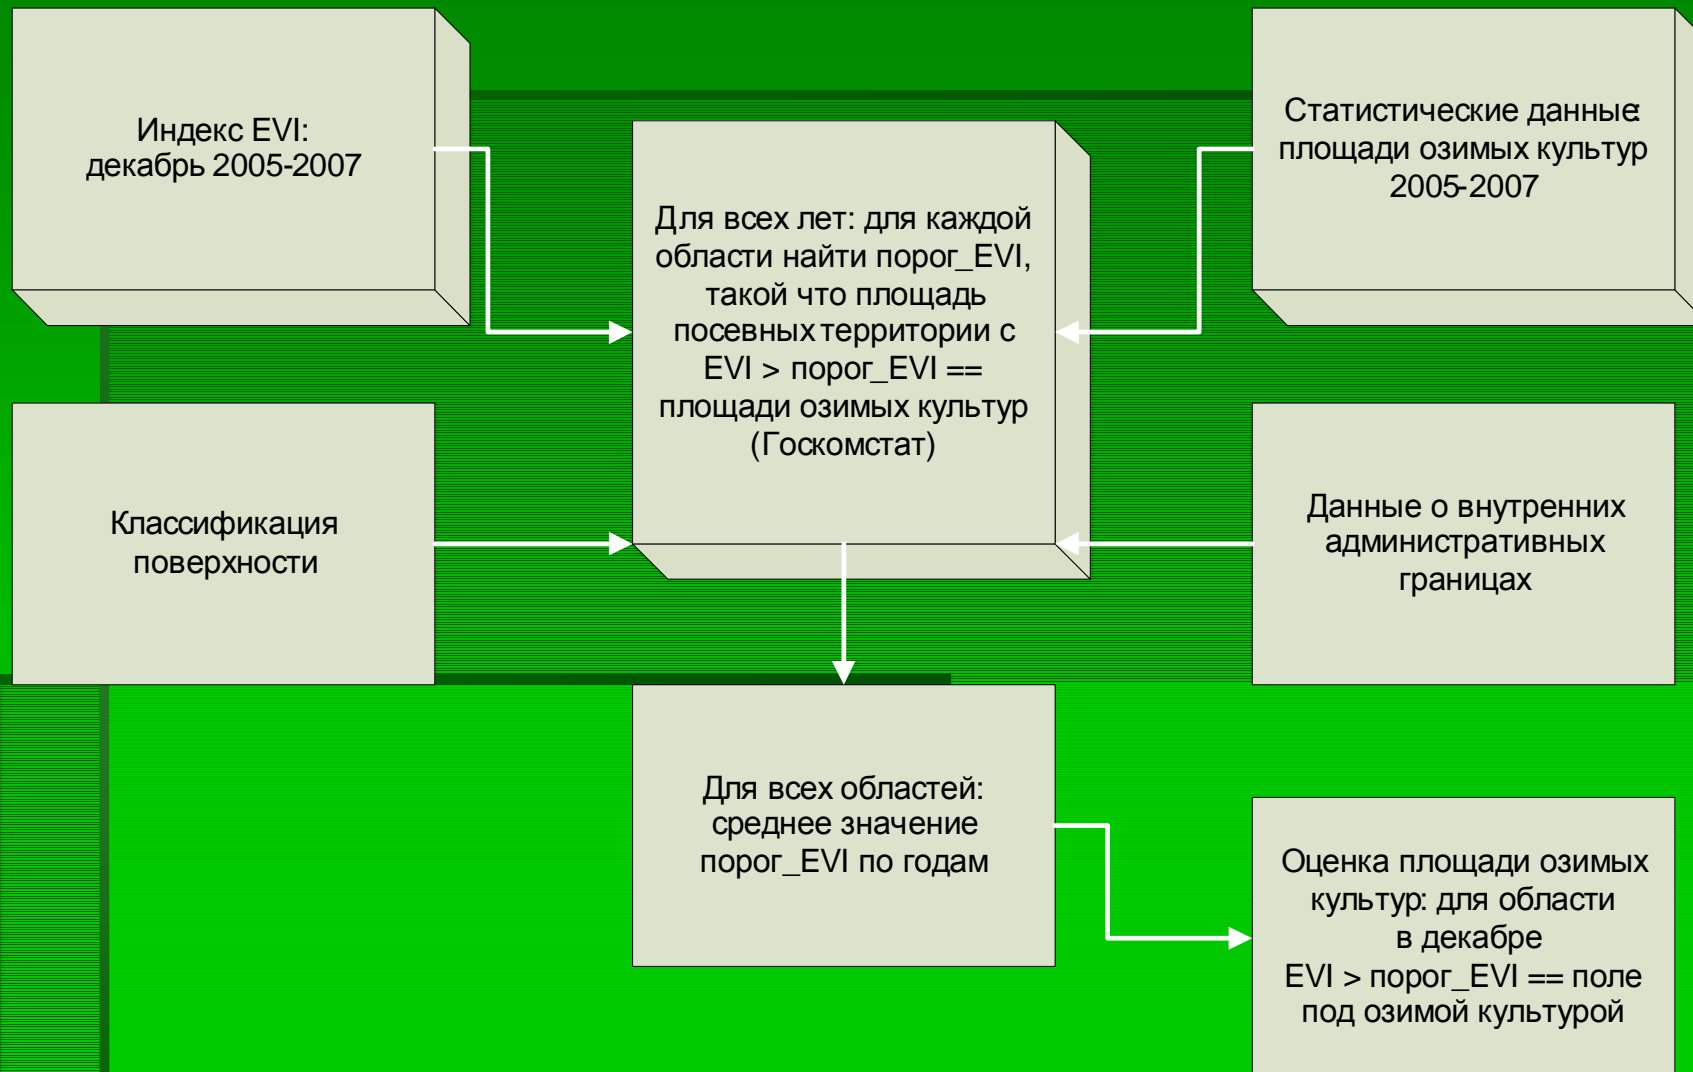 Индекс EVI:
декабрь 2005-2007
Статистические данные:
площади озимых культур
2005-2007
Для всех лет: для каждой
области найти порог_EVI,
такой что площадь
посевных территории с
EVI > порог_EVI ==
площади озимых культур
(Госкомстат)
Классификация
поверхности
Данные о внутренних
административных
границах
Для всех областей:
среднее значение
порог_EVI по годам
Оценка площади озимых
культур: для области
в декабре
EVI > порог_EVI == поле
под озимой культурой